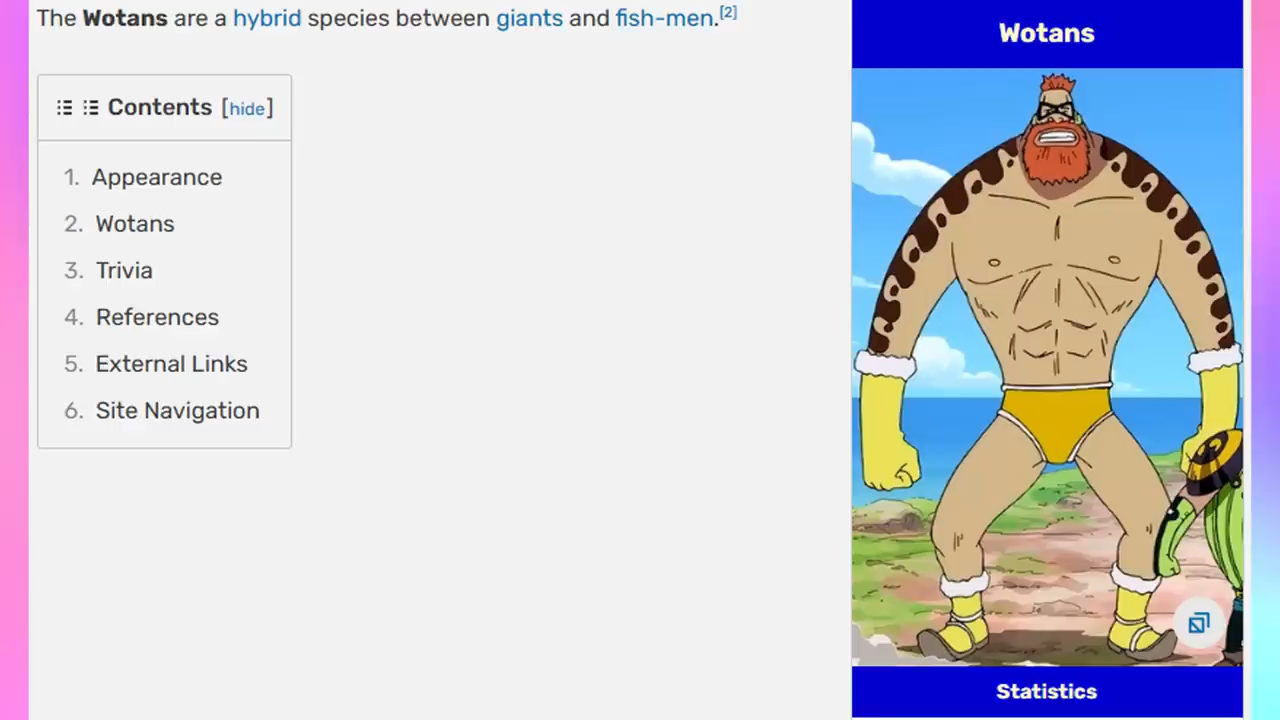 The Wotans are a hybrid species between giants and fish-men.[2]
Contents [hide]
1. Appearance
2. Wotans
3. Trivia
4. References
5. External Links
6. Site Navigation
Wotans
Statistics